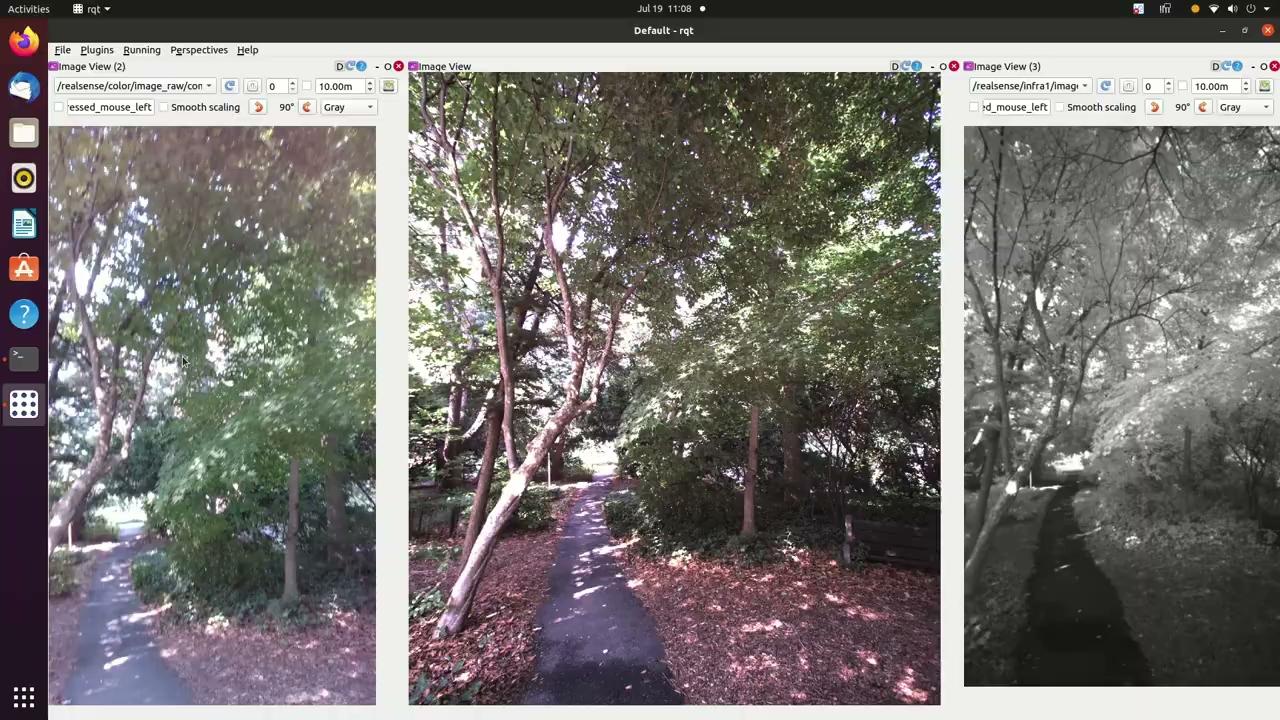 Activities rqt Jul 19 11:08
Default - rqt
File Plugins Running Perspectives Help
Image View (2) D - O
/realsense/color/image_raw/con 0 10.00m
essed_mouse_left Smooth scaling 90° Gray
Image View D - O
Image View (3) D - O
/realsense/infra1/image 0 10.00m
ed_mouse_left Smooth scaling 90° Gray